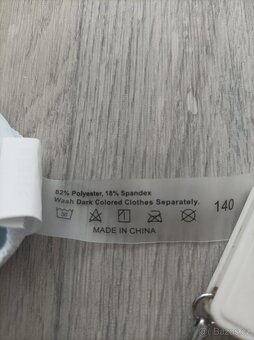 82% Polyester, 18% Spandex
Wash Dark Colored Clothes Separately.
140
MADE IN CHINA